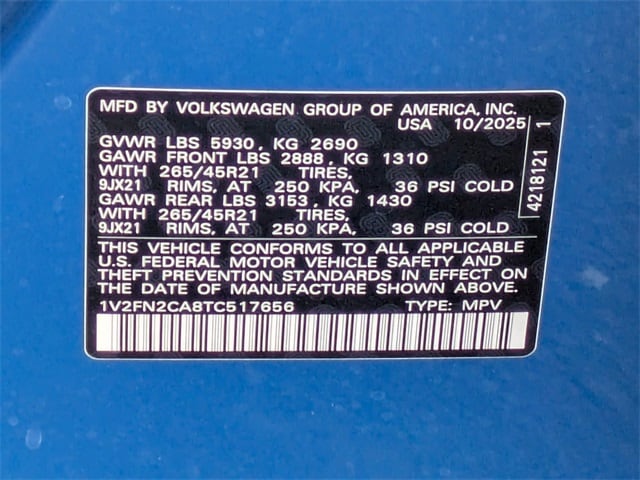 MFD BY VOLKSWAGEN GROUP OF AMERICA, INC.
USA 10/2025
GVWR LBS 5930, KG 2690
GAWR FRONT LBS 2888, KG 1310
WITH 265/45R21 TIRES,
9JX21 RIMS, AT 250 KPA, 36 PSI COLD
GAWR REAR LBS 3153, KG 1430
WITH 265/45R21 TIRES,
9JX21 RIMS, AT 250 KPA, 36 PSI COLD
THIS VEHICLE CONFORMS TO ALL APPLICABLE
U.S. FEDERAL MOTOR VEHICLE SAFETY AND
THEFT PREVENTION STANDARDS IN EFFECT ON
THE DATE OF MANUFACTURE SHOWN ABOVE.
1V2FN2CA8TC517656 TYPE: MPV
4218121 1